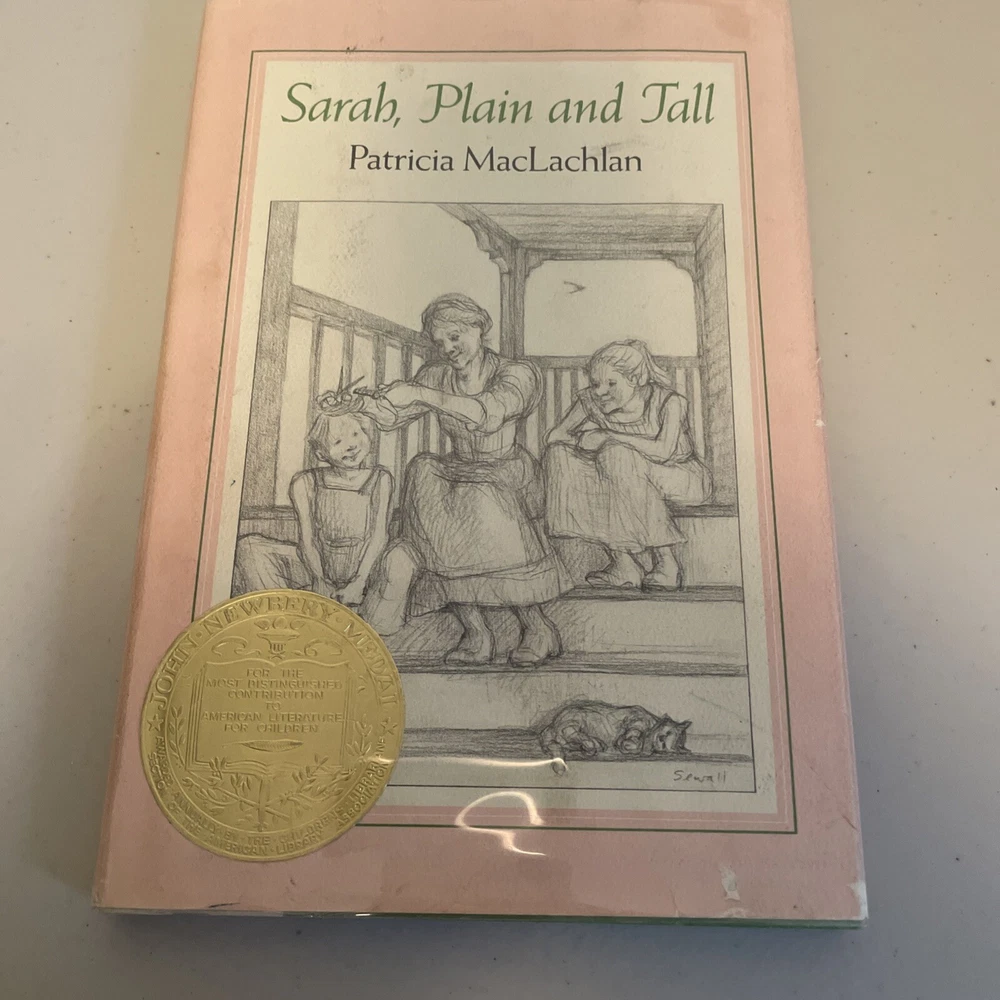 Sarah, Plain and Tall
Patricia MacLachlan
Sewall
JOHN · NEWBERY · MEDAL
FOR THE
MOST DISTINGUISHED
CONTRIBUTION
TO
AMERICAN LITERATURE
FOR CHILDREN